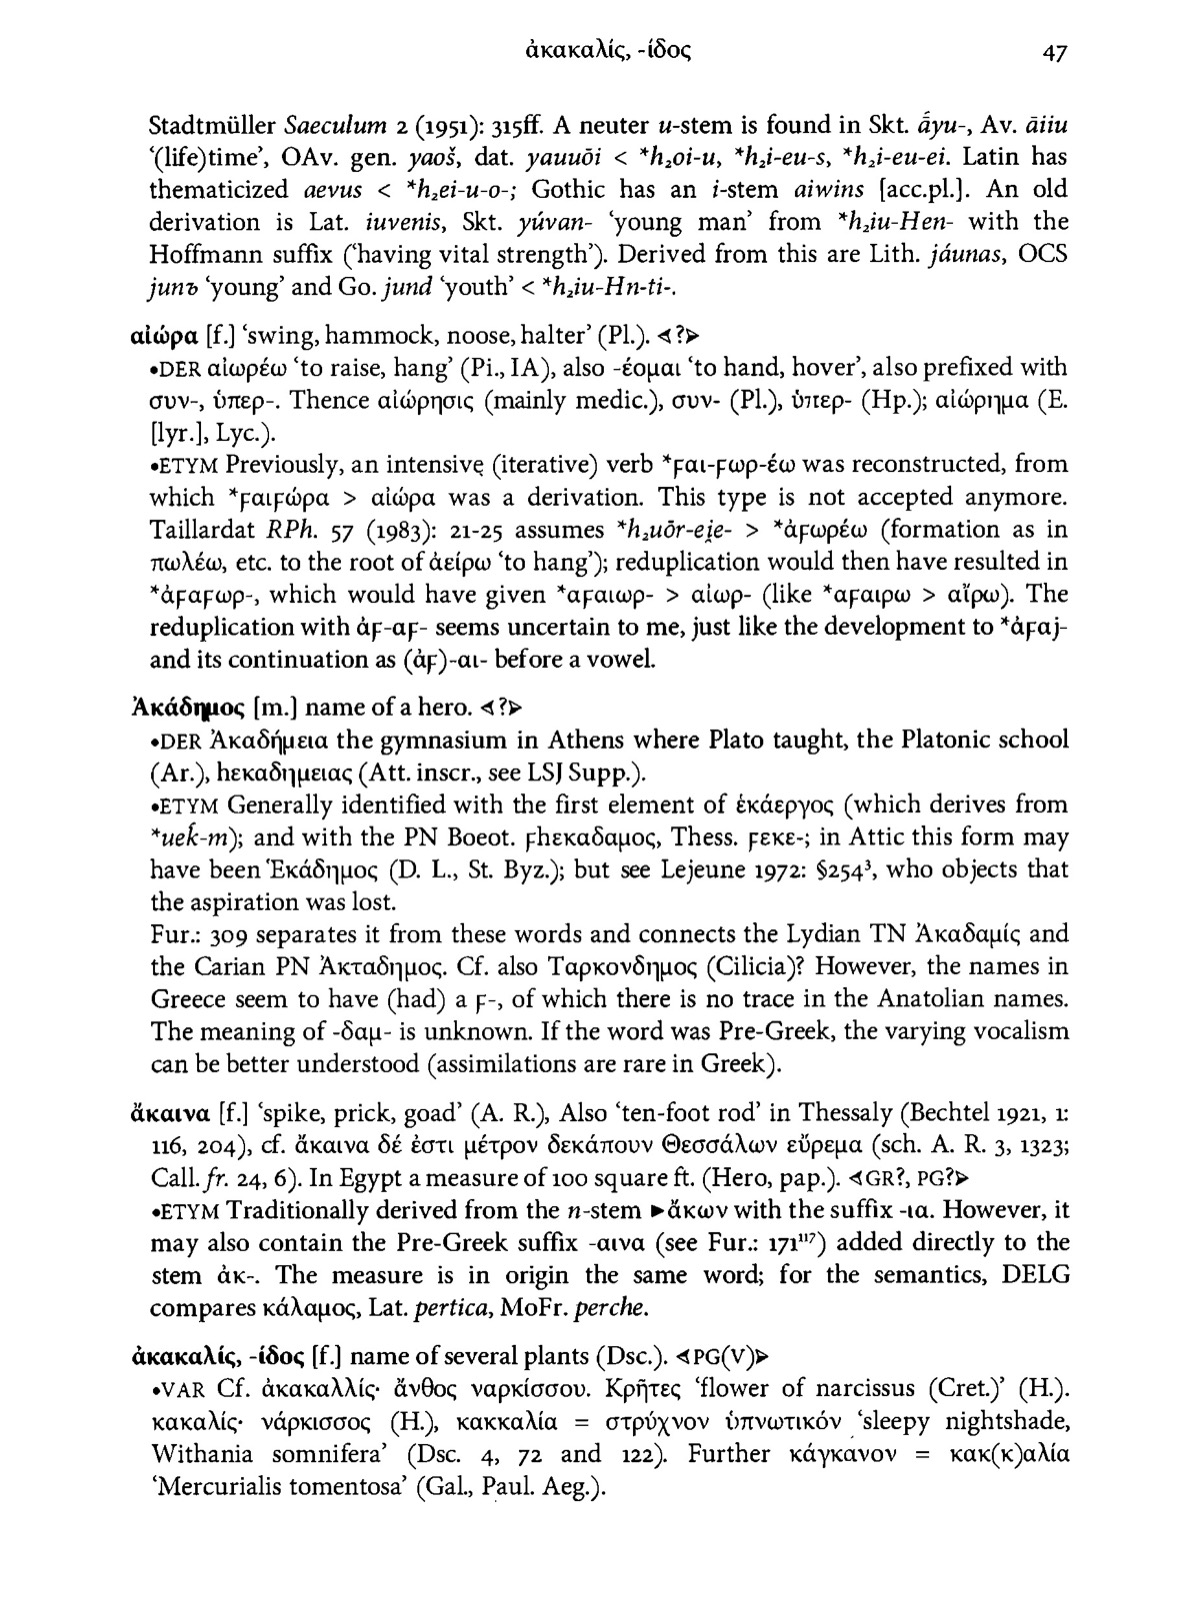 ἀκακαλίς, -ίδος 47
Stadtmüller Saeculum 2 (1951): 315ff. A neuter u-stem is found in Skt. ā́yu-, Av. āiiu
‘(life)time’, OAv. gen. yaoš, dat. yauuōi < *h₂oi-u, *h₂i-eu-s, *h₂i-eu-ei. Latin has
thematicized aevus < *h₂ei-u-o-; Gothic has an i-stem aiwins [acc.pl.]. An old
derivation is Lat. iuvenis, Skt. yúvan- ‘young man’ from *h₂iu-Hen- with the
Hoffmann suffix (‘having vital strength’). Derived from this are Lith. jáunas, OCS
junъ ‘young’ and Go. jund ‘youth’ < *h₂iu-Hn-ti-.
αἰώρα [f.] ‘swing, hammock, noose, halter’ (Pl.). ⋖?⋗
•DER αἰωρέω ‘to raise, hang’ (Pi., IA), also -έομαι ‘to hand, hover’, also prefixed with
συν-, ὑπερ-. Thence αἰώρησις (mainly medic.), συν- (Pl.), ὑπερ- (Hp.); αἰώρημα (E.
[lyr.], Lyc.).
•ETYM Previously, an intensive (iterative) verb *ϝαι-ϝωρ-έω was reconstructed, from
which *ϝαιϝώρα > αἰώρα was a derivation. This type is not accepted anymore.
Taillardat RPh. 57 (1983): 21-25 assumes *h₂uōr-ei̯e- > *ἀϝωρέω (formation as in
πωλέω, etc. to the root of ἀείρω ‘to hang’); reduplication would then have resulted in
*ἀϝαϝωρ-, which would have given *αϝαιωρ- > αἰωρ- (like *αϝαιρω > αἴρω). The
reduplication with ἀϝ-αϝ- seems uncertain to me, just like the development to *ἀϝαj-
and its continuation as (ἀϝ)-αι- before a vowel.
Ἀκάδημος [m.] name of a hero. ⋖?⋗
•DER Ἀκαδήμεια the gymnasium in Athens where Plato taught, the Platonic school
(Ar.), hεκαδημειας (Att. inscr., see LSJ Supp.).
•ETYM Generally identified with the first element of ἑκάεργος (which derives from
*ueḱ-m); and with the PN Boeot. ϝhεκαδαμος, Thess. ϝεκε-; in Attic this form may
have been Ἑκάδημος (D. L., St. Byz.); but see Lejeune 1972: §254³, who objects that
the aspiration was lost.
Fur.: 309 separates it from these words and connects the Lydian TN Ἀκαδαμίς and
the Carian PN Ἀκταδημος. Cf. also Ταρκονδημος (Cilicia)? However, the names in
Greece seem to have (had) a ϝ-, of which there is no trace in the Anatolian names.
The meaning of -δαμ- is unknown. If the word was Pre-Greek, the varying vocalism
can be better understood (assimilations are rare in Greek).
ἄκαινα [f.] ‘spike, prick, goad’ (A. R.), Also ‘ten-foot rod’ in Thessaly (Bechtel 1921, 1:
116, 204), cf. ἄκαινα δέ ἐστι μέτρον δεκάπουν Θεσσάλων εὕρεμα (sch. A. R. 3, 1323;
Call. fr. 24, 6). In Egypt a measure of 100 square ft. (Hero, pap.). ⋖GR?, PG?⋗
•ETYM Traditionally derived from the n-stem ►ἄκων with the suffix -ια. However, it
may also contain the Pre-Greek suffix -αινα (see Fur.: 171¹¹⁷) added directly to the
stem ἀκ-. The measure is in origin the same word; for the semantics, DELG
compares κάλαμος, Lat. pertica, MoFr. perche.
ἀκακαλίς, -ίδος [f.] name of several plants (Dsc.). ⋖PG(V)⋗
•VAR Cf. ἀκακαλλίς· ἄνθος ναρκίσσου. Κρῆτες ‘flower of narcissus (Cret.)’ (H.).
κακαλίς· νάρκισσος (H.), κακκαλία = στρύχνον ὑπνωτικόν ‘sleepy nightshade,
Withania somnifera’ (Dsc. 4, 72 and 122). Further κάγκανον = κακ(κ)αλία
‘Mercurialis tomentosa’ (Gal., Paul. Aeg.).